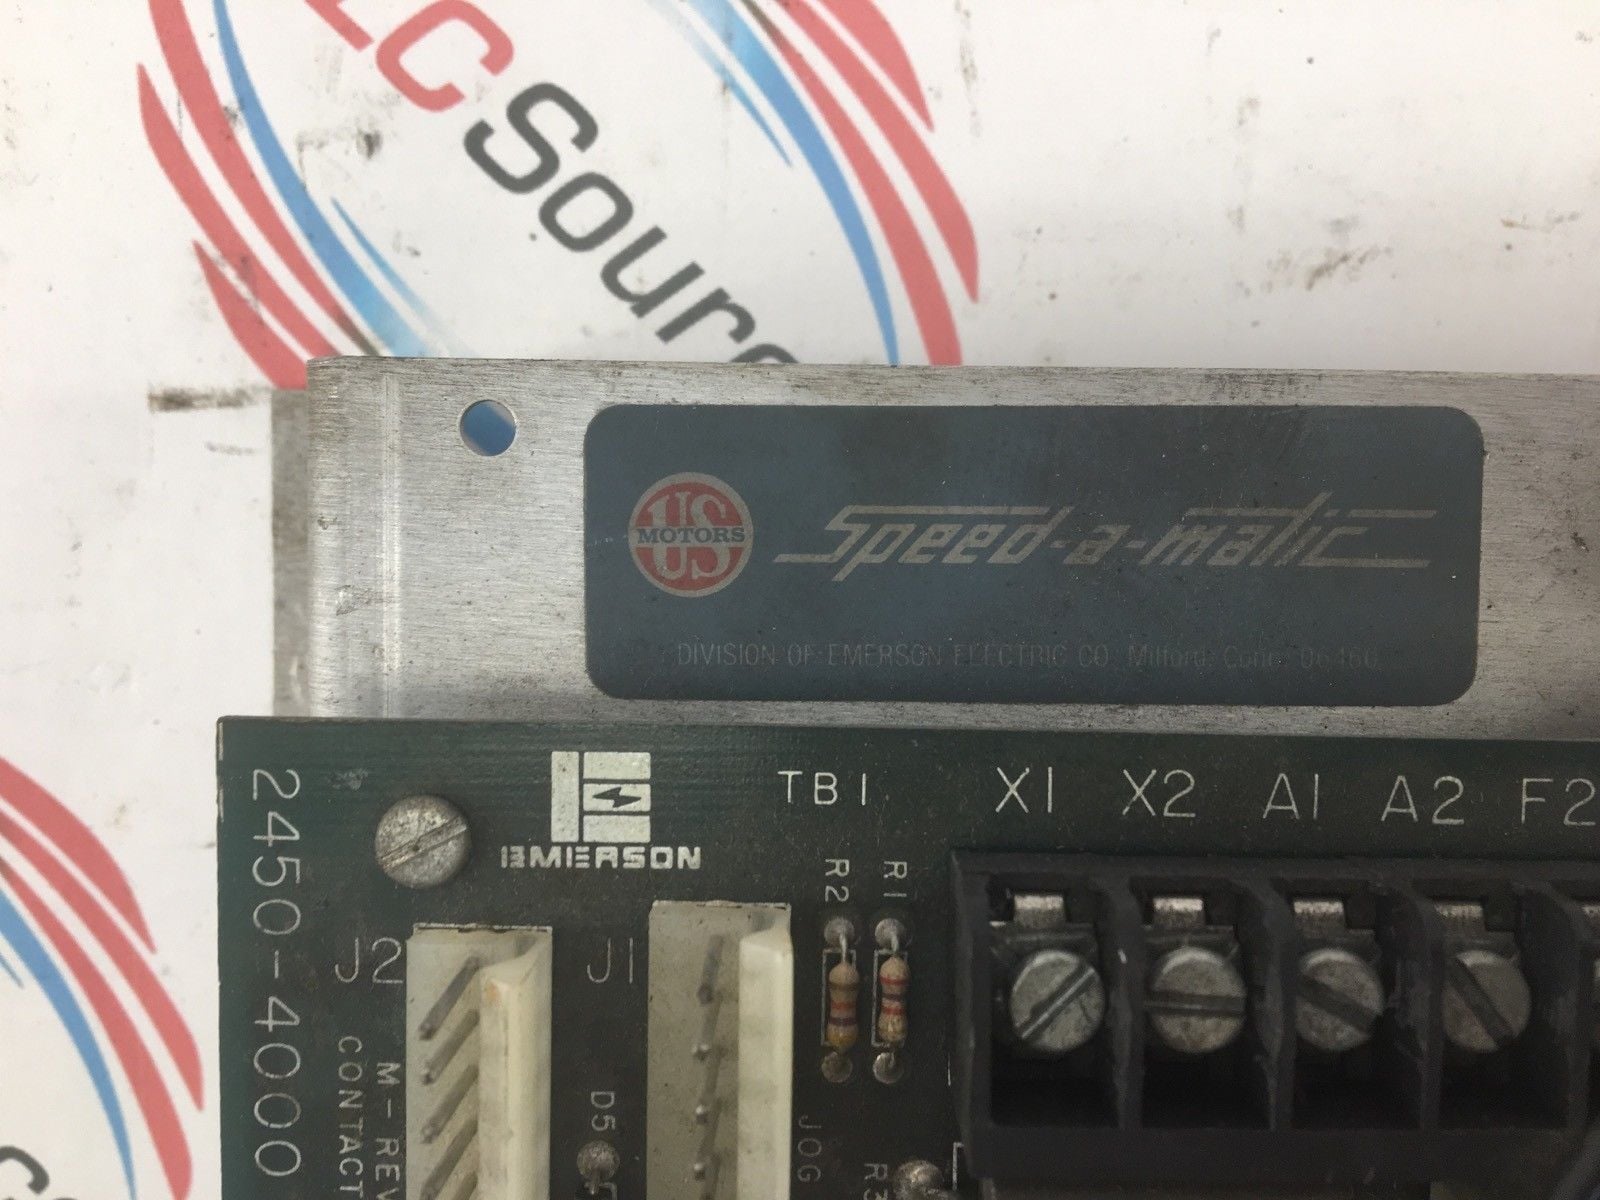 LC Sourc
US
MOTORS
Speed-a-matic
DIVISION OF EMERSON ELECTRIC CO. Milford, Conn. 06460
EMERSON
TB1
X1 X2 A1 A2 F2
2450-4000
R2 R1
J2 J1
CONTACT
M-REV
D5
JOG
R3